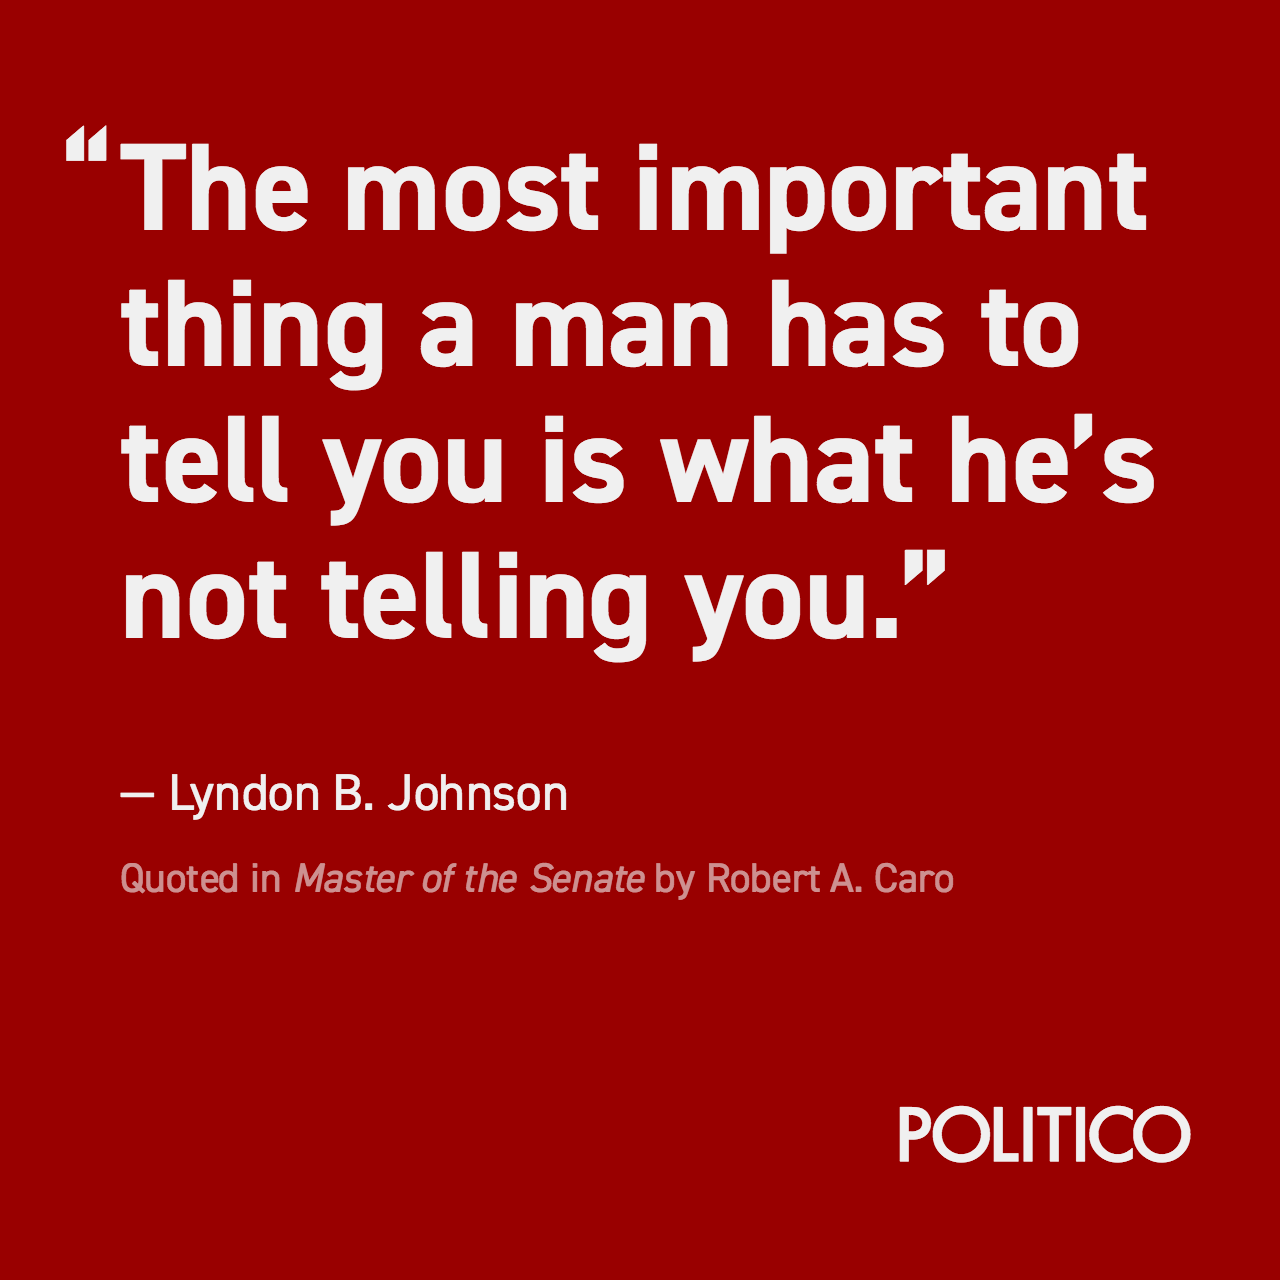 “The most important
thing a man has to
tell you is what he’s
not telling you.”
— Lyndon B. Johnson
Quoted in Master of the Senate by Robert A. Caro
POLITICO